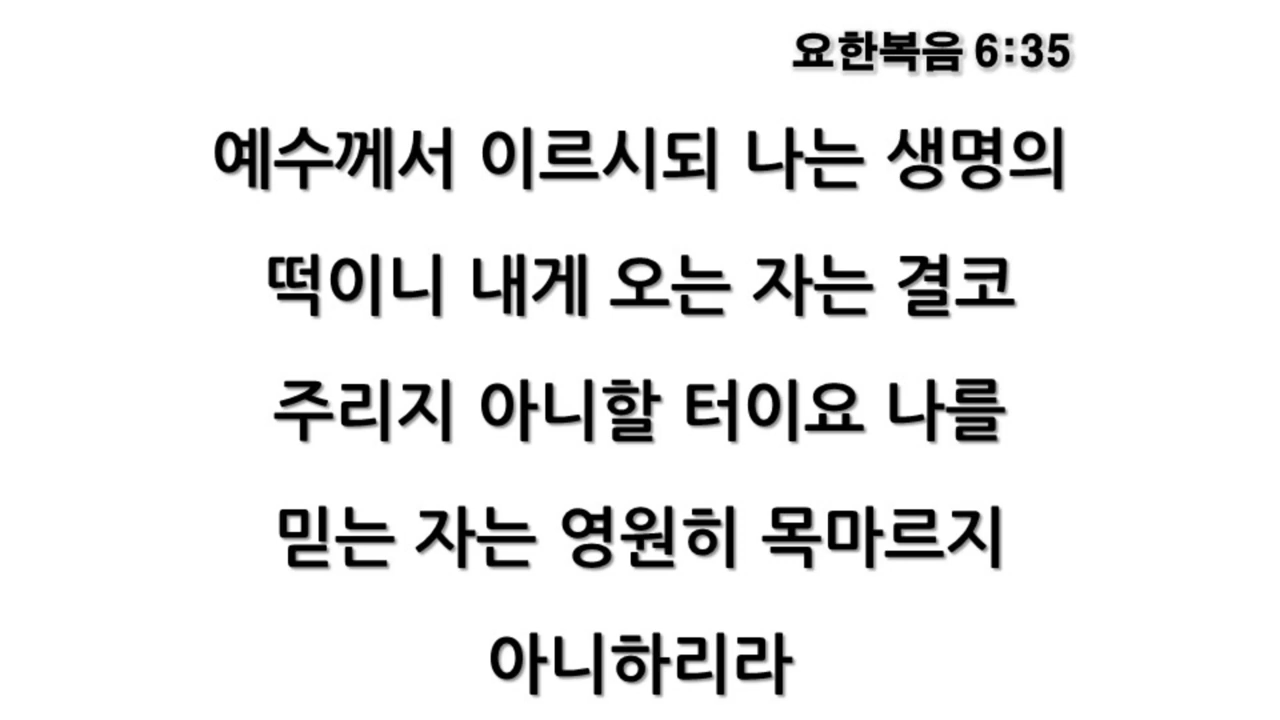 요한복음 6:35
예수께서 이르시되 나는 생명의
떡이니 내게 오는 자는 결코
주리지 아니할 터이요 나를
믿는 자는 영원히 목마르지
아니하리라